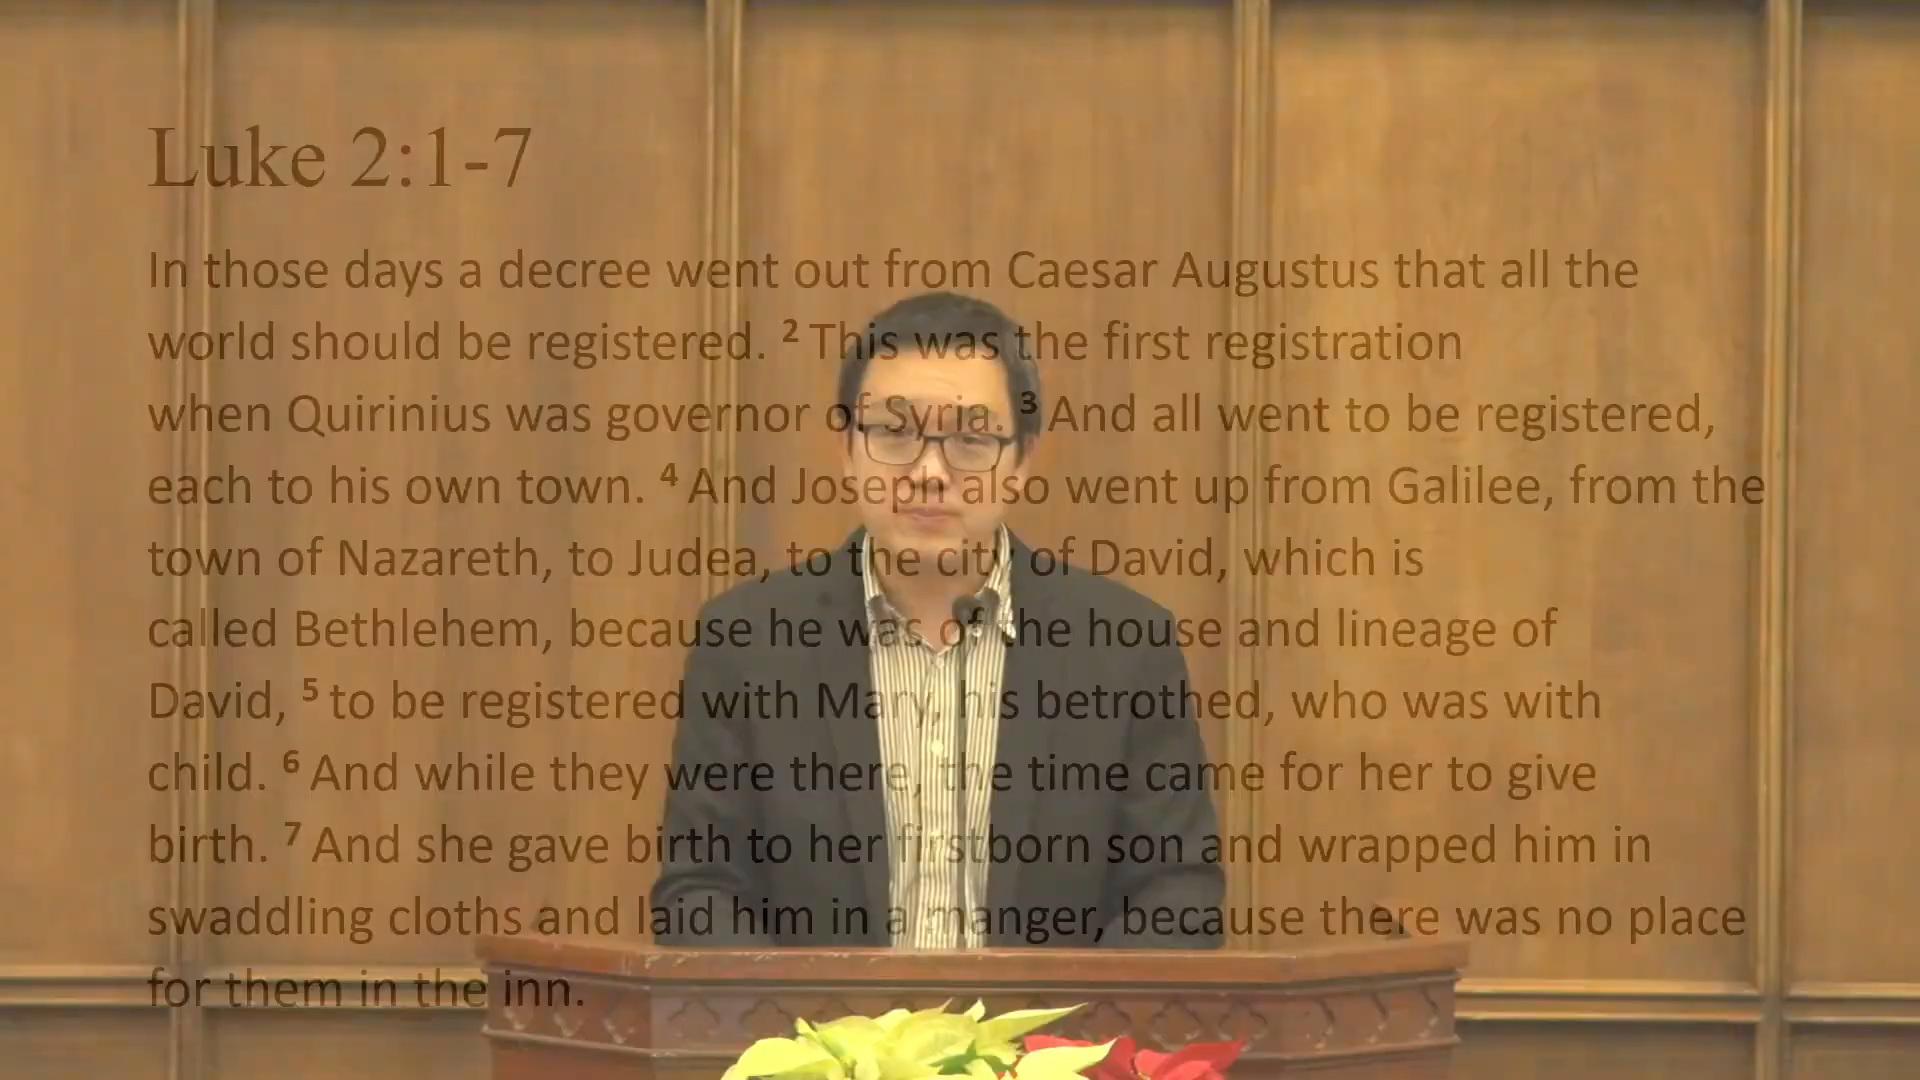 Luke 2:1-7
In those days a decree went out from Caesar Augustus that all the
world should be registered. ² This was the first registration
when Quirinius was governor of Syria. ³ And all went to be registered,
each to his own town. ⁴ And Joseph also went up from Galilee, from the
town of Nazareth, to Judea, to the city of David, which is
called Bethlehem, because he was of the house and lineage of
David, ⁵ to be registered with Mary, his betrothed, who was with
child. ⁶ And while they were there, the time came for her to give
birth. ⁷ And she gave birth to her firstborn son and wrapped him in
swaddling cloths and laid him in a manger, because there was no place
for them in the inn.